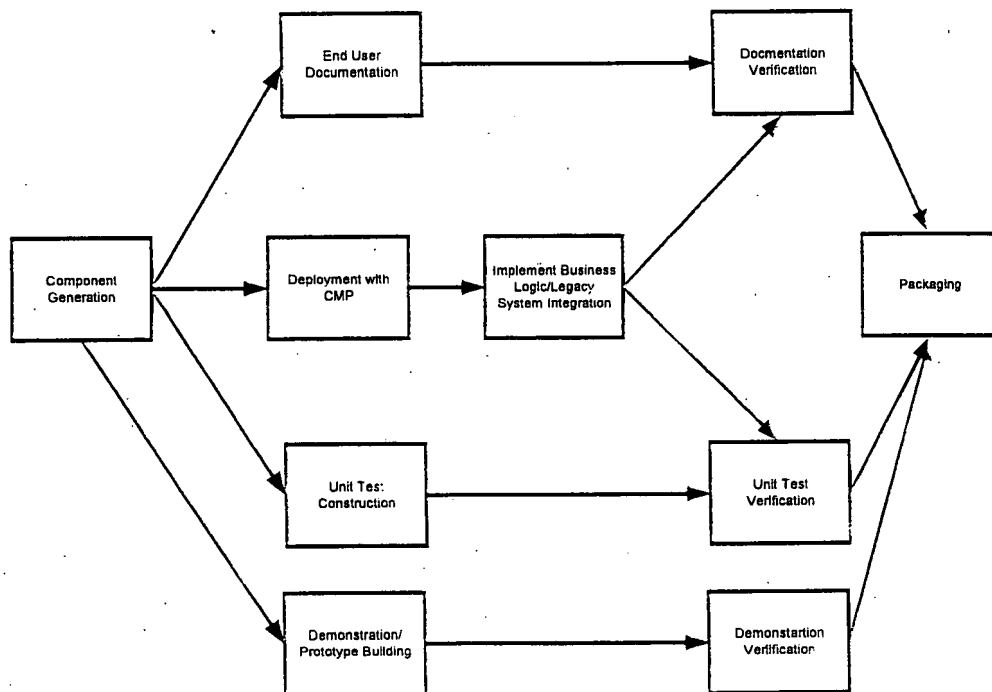 End User
Documentation
Docmentation
Verification
Component
Generation
Deployment with
CMP
Implement Business
Logic/Legacy
System Integration
Packaging
Unit Test
Construction
Unit Test
Verification
Demonstration/
Prototype Building
Demonstartion
Verification